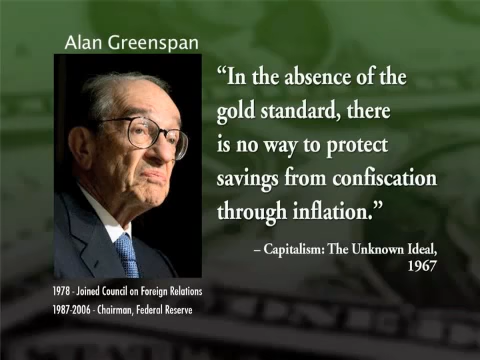 Alan Greenspan
“In the absence of the
gold standard, there
is no way to protect
savings from confiscation
through inflation.”
– Capitalism: The Unknown Ideal,
1967
1978 - Joined Council on Foreign Relations
1987-2006 - Chairman, Federal Reserve